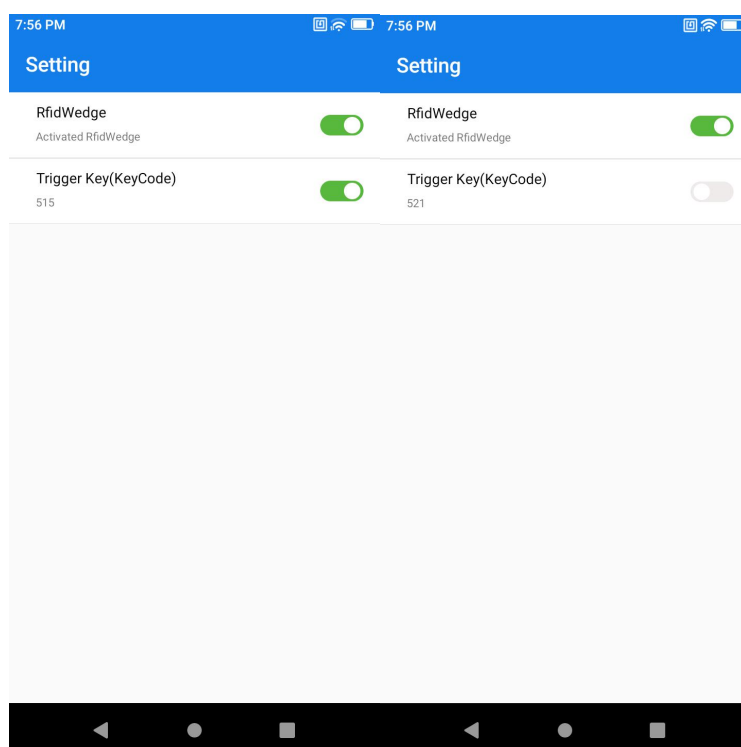 7:56 PM
Setting
RfidWedge
Activated RfidWedge
Trigger Key(KeyCode)
515
7:56 PM
Setting
RfidWedge
Activated RfidWedge
Trigger Key(KeyCode)
521